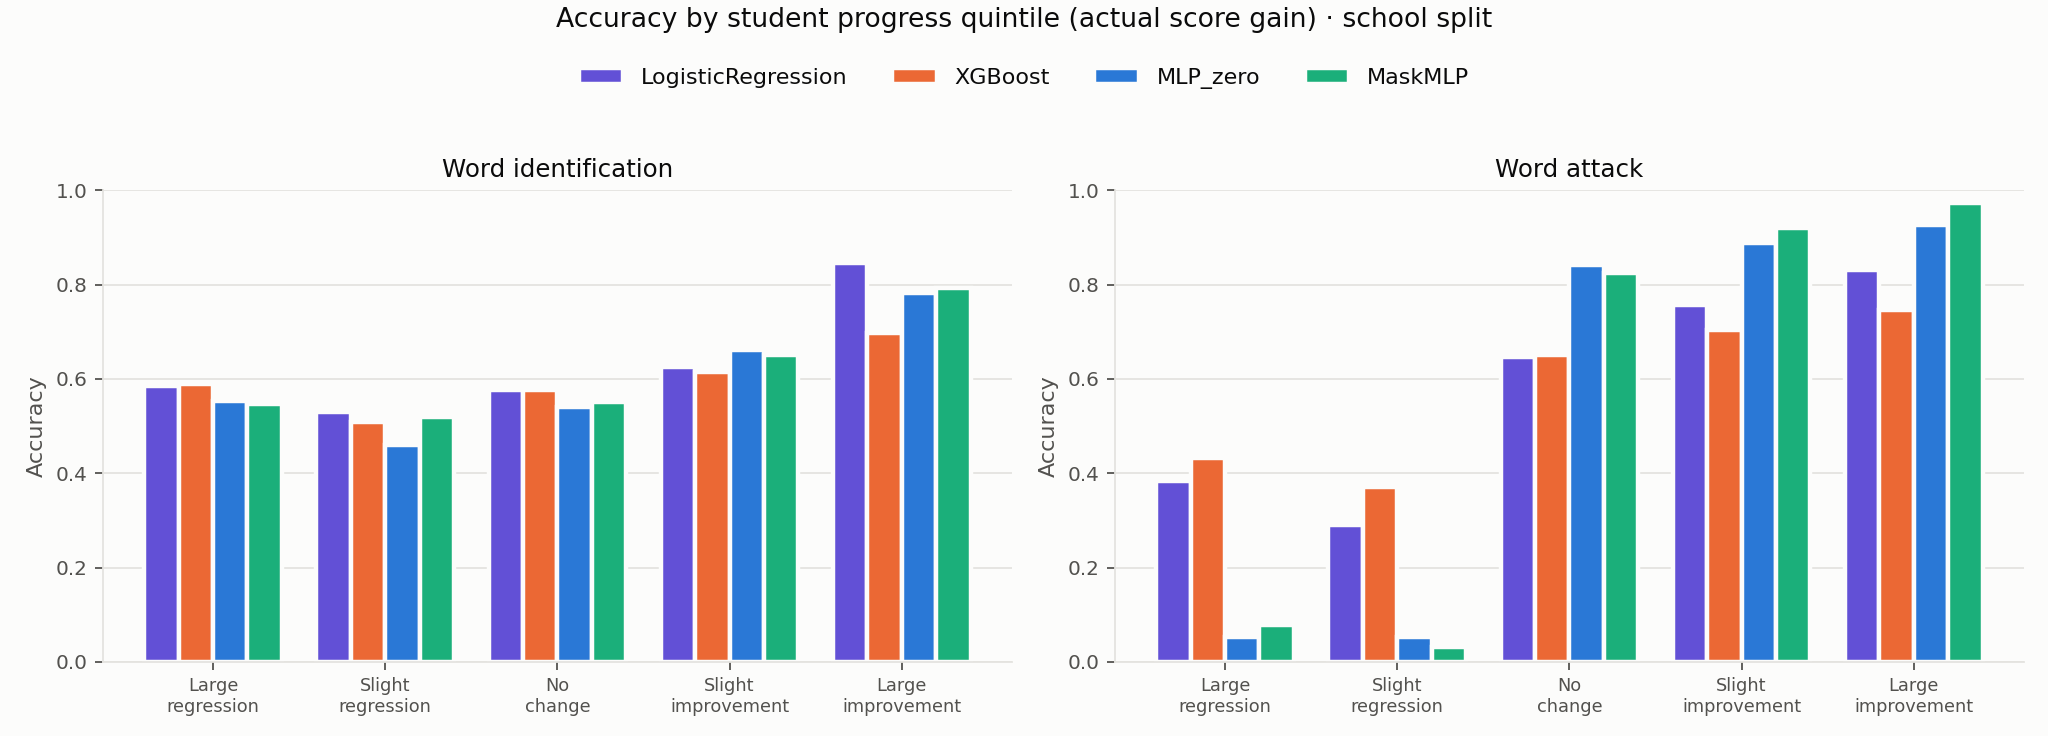 Accuracy by student progress quintile (actual score gain) · school split
LogisticRegression XGBoost MLP_zero MaskMLP
Word identification
Accuracy
1.0
0.8
0.6
0.4
0.2
0.0
Large regression
Slight regression
No change
Slight improvement
Large improvement
Word attack
Accuracy
1.0
0.8
0.6
0.4
0.2
0.0
Large regression
Slight regression
No change
Slight improvement
Large improvement